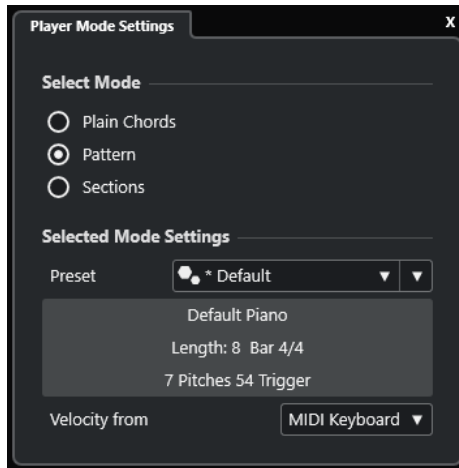 Player Mode Settings X
Select Mode
Plain Chords
Pattern
Sections
Selected Mode Settings
Preset * Default
Default Piano
Length: 8 Bar 4/4
7 Pitches 54 Trigger
Velocity from MIDI Keyboard